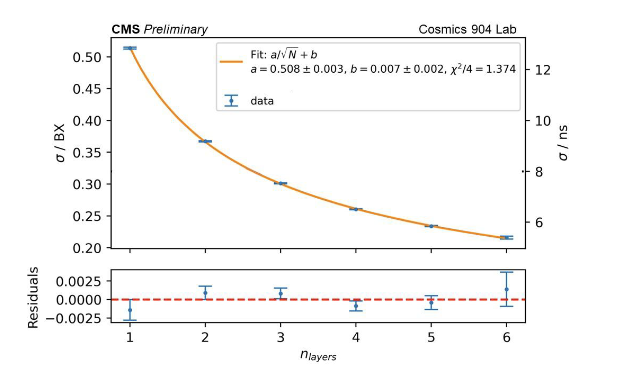 CMS Preliminary Cosmics 904 Lab
Fit: a/√N + b
a = 0.508 ± 0.003, b = 0.007 ± 0.002, χ²/4 = 1.374
data
σ / BX
0.50
0.45
0.40
0.35
0.30
0.25
0.20
σ / ns
12
10
8
6
Residuals
0.0025
0.0000
−0.0025
1 2 3 4 5 6
n_layers